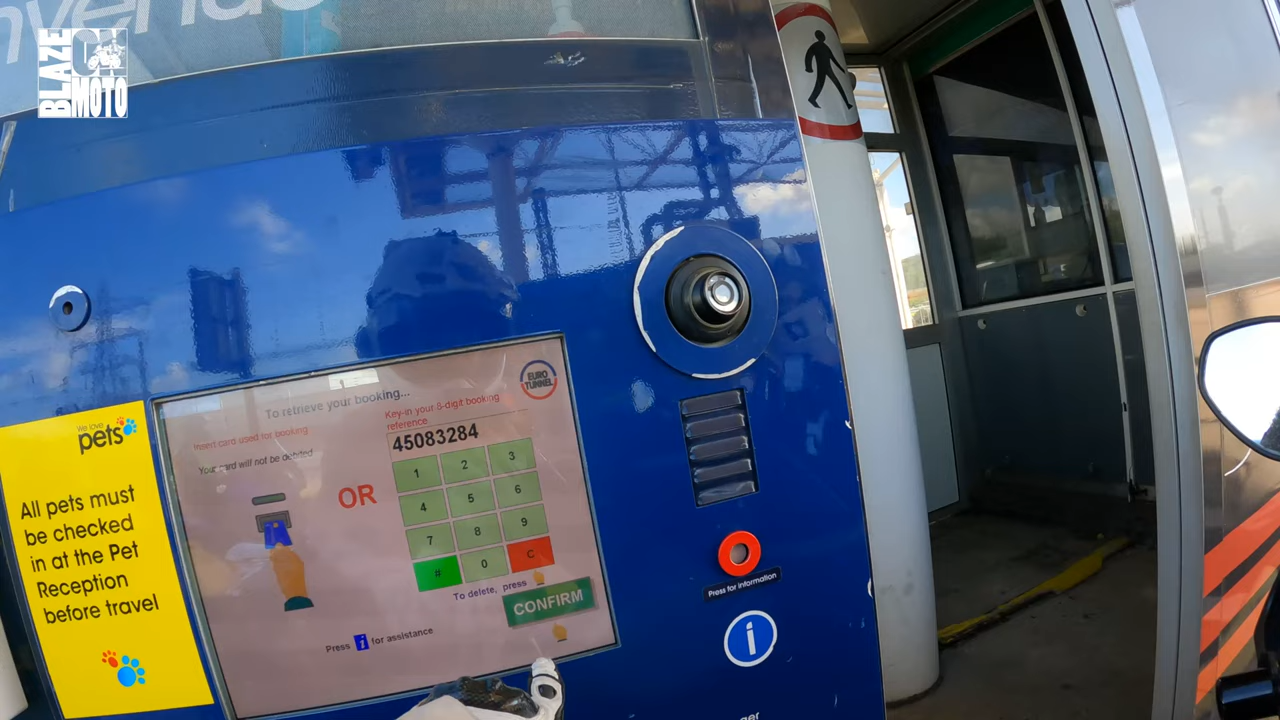 BLAZE
ON
MOTO
To retrieve your booking...
Insert card used for booking
Your card will not be debited
OR
Key-in your 8-digit booking
reference
45083284
1 2 3
4 5 6
7 8 9
# 0 C
To delete, press
CONFIRM
Press i for assistance
EURO
TUNNEL
We love
pets
All pets must
be checked
in at the Pet
Reception
before travel
Press for information
i